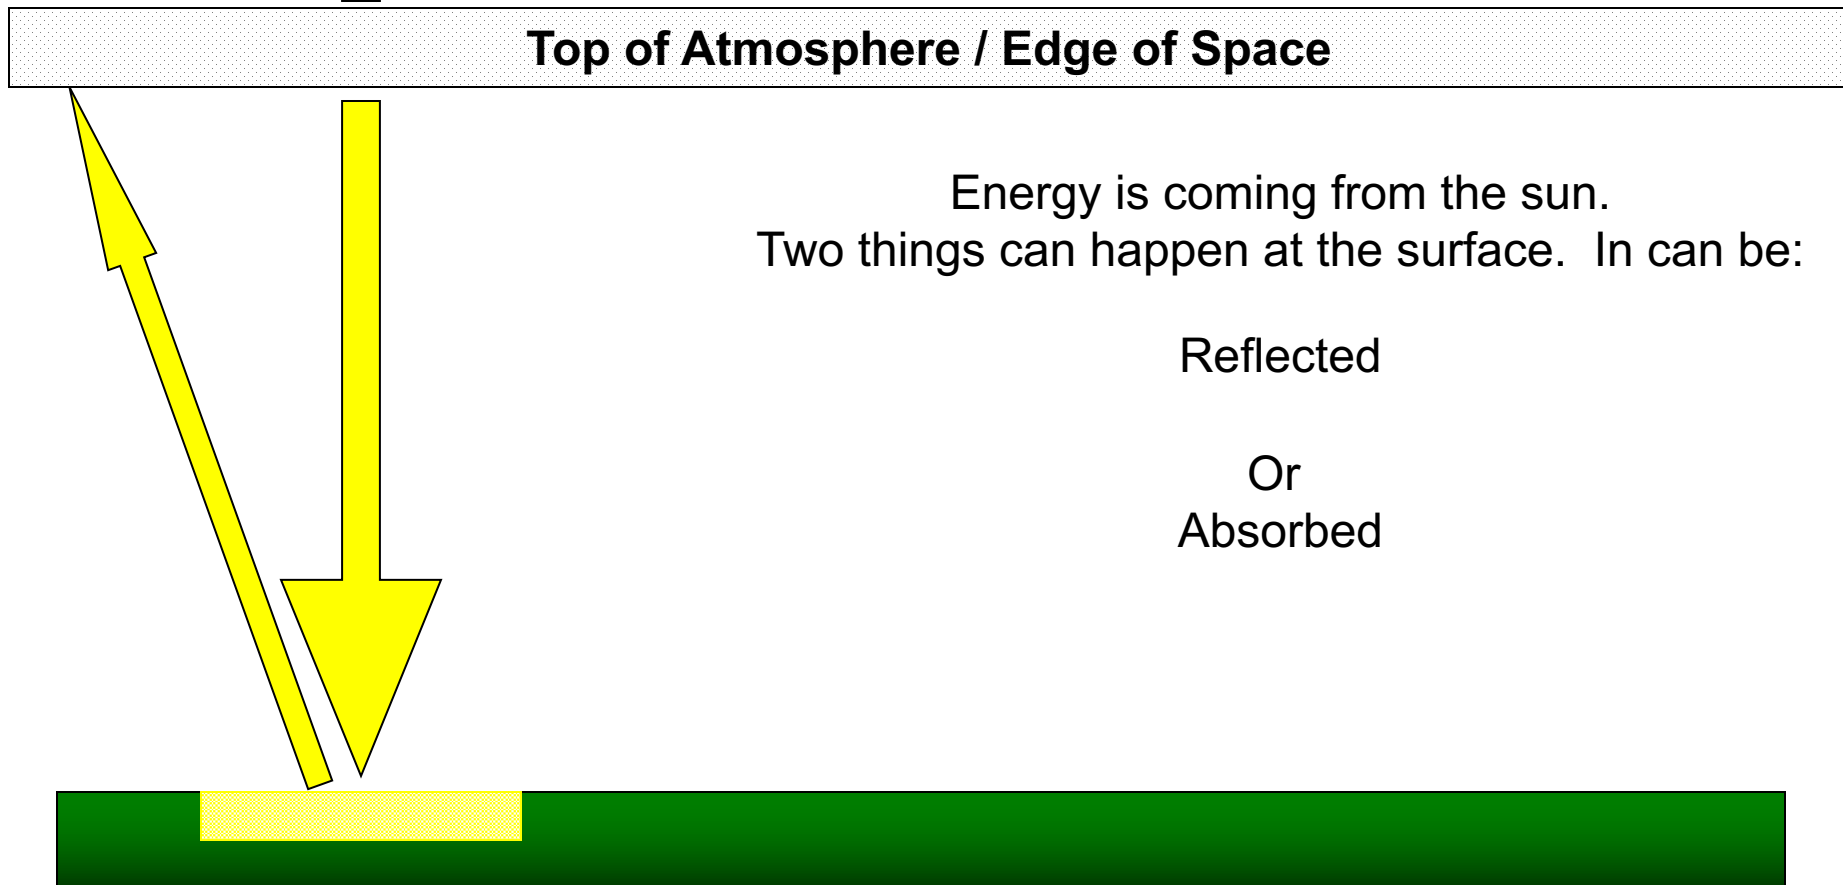 Top of Atmosphere / Edge of Space
Energy is coming from the sun.
Two things can happen at the surface.  In can be:
Reflected
Or
Absorbed